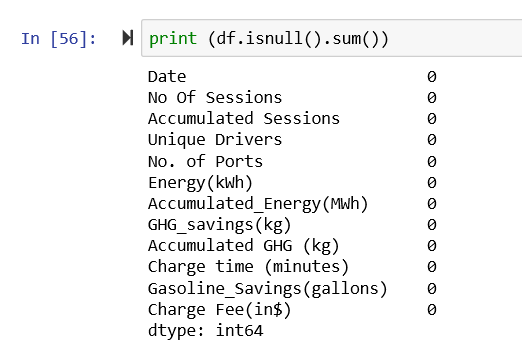 In [56]: print (df.isnull().sum())
Date 0
No Of Sessions 0
Accumulated Sessions 0
Unique Drivers 0
No. of Ports 0
Energy(kWh) 0
Accumulated_Energy(MWh) 0
GHG_savings(kg) 0
Accumulated GHG (kg) 0
Charge time (minutes) 0
Gasoline_Savings(gallons) 0
Charge Fee(in$) 0
dtype: int64